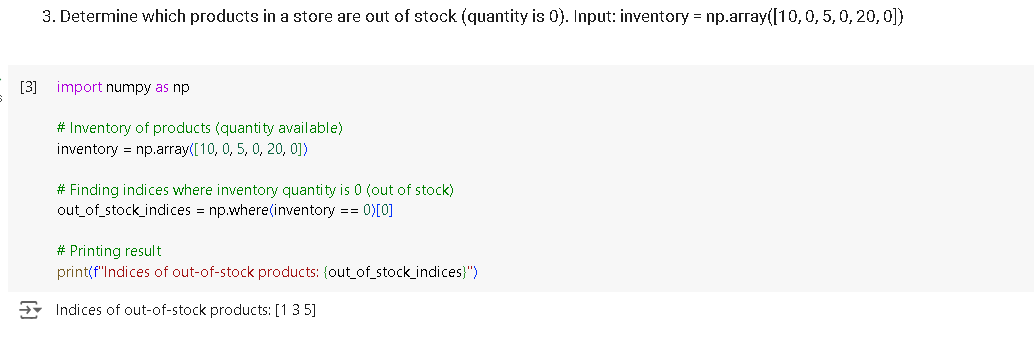 3. Determine which products in a store are out of stock (quantity is 0). Input: inventory = np.array([10, 0, 5, 0, 20, 0])
[3] import numpy as np
# Inventory of products (quantity available)
inventory = np.array([10, 0, 5, 0, 20, 0])
# Finding indices where inventory quantity is 0 (out of stock)
out_of_stock_indices = np.where(inventory == 0)[0]
# Printing result
print(f"Indices of out-of-stock products: {out_of_stock_indices}")
Indices of out-of-stock products: [1 3 5]